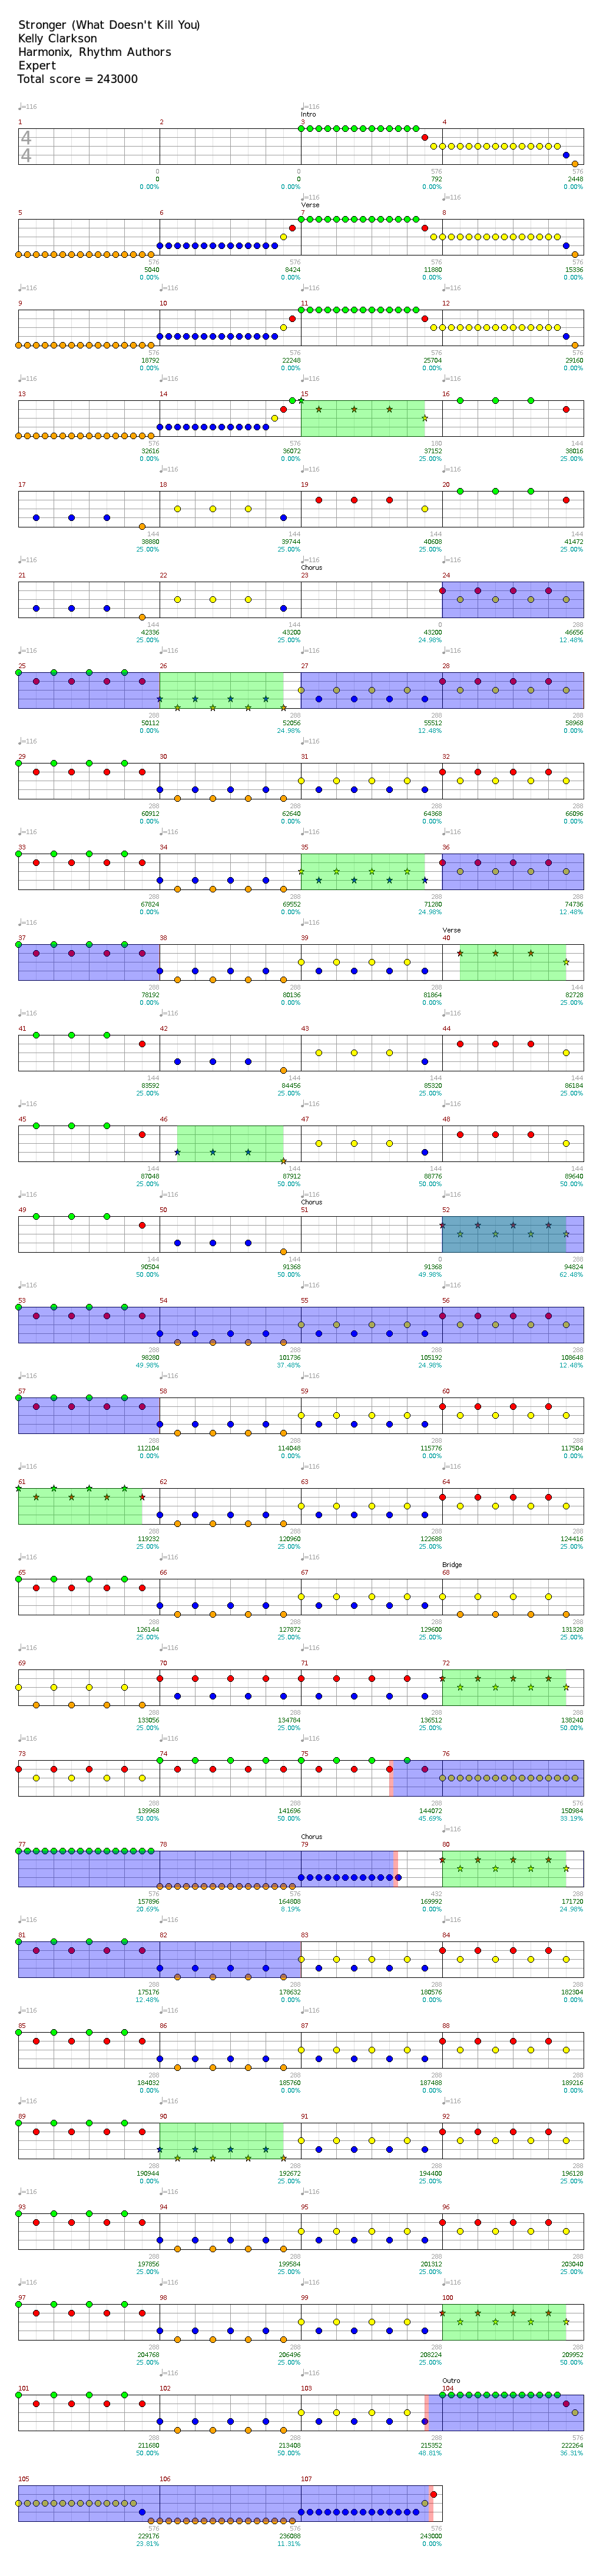 Stronger (What Doesn't Kill You)
Kelly Clarkson
Harmonix, Rhythm Authors
Expert
Total score = 243000
♩=116 ♩=116
Intro
1 2 3 4
4
4
0 0 576 576
0 0 792 2448
0.00% 0.00% 0.00% 0.00%
♩=116 ♩=116 ♩=116 ♩=116
Verse
5 6 7 8
576 576 576 576
5040 8424 11880 15336
0.00% 0.00% 0.00% 0.00%
♩=116 ♩=116 ♩=116 ♩=116
9 10 11 12
576 576 576 576
18792 22248 25704 29160
0.00% 0.00% 0.00% 0.00%
♩=116 ♩=116 ♩=116 ♩=116
13 14 15 16
576 576 180 144
32616 36072 37152 38016
0.00% 0.00% 25.00% 25.00%
♩=116 ♩=116 ♩=116 ♩=116
17 18 19 20
144 144 144 144
38880 39744 40608 41472
25.00% 25.00% 25.00% 25.00%
♩=116 ♩=116 ♩=116
Chorus
21 22 23 24
144 144 0 288
42336 43200 43200 46656
25.00% 25.00% 24.98% 12.48%
♩=116 ♩=116 ♩=116 ♩=116
25 26 27 28
288 288 288 288
50112 52056 55512 58968
0.00% 24.98% 12.48% 0.00%
♩=116 ♩=116 ♩=116 ♩=116
29 30 31 32
288 288 288 288
60912 62640 64368 66096
0.00% 0.00% 0.00% 0.00%
♩=116 ♩=116 ♩=116 ♩=116
33 34 35 36
288 288 288 288
67824 69552 71280 74736
0.00% 0.00% 24.98% 12.48%
♩=116 ♩=116 ♩=116
Verse
37 38 39 40
288 288 288 144
78192 80136 81864 82728
0.00% 0.00% 0.00% 25.00%
♩=116 ♩=116 ♩=116 ♩=116
41 42 43 44
144 144 144 144
83592 84456 85320 86184
25.00% 25.00% 25.00% 25.00%
♩=116 ♩=116 ♩=116 ♩=116
45 46 47 48
144 144 144 144
87048 87912 88776 89640
25.00% 50.00% 50.00% 50.00%
♩=116 ♩=116 ♩=116
Chorus
49 50 51 52
144 144 0 288
90504 91368 91368 94824
50.00% 50.00% 49.98% 62.48%
♩=116 ♩=116 ♩=116 ♩=116
53 54 55 56
288 288 288 288
98280 101736 105192 108648
49.98% 37.48% 24.98% 12.48%
♩=116 ♩=116 ♩=116 ♩=116
57 58 59 60
288 288 288 288
112104 114048 115776 117504
0.00% 0.00% 0.00% 0.00%
♩=116 ♩=116 ♩=116 ♩=116
61 62 63 64
288 288 288 288
119232 120960 122688 124416
25.00% 25.00% 25.00% 25.00%
♩=116 ♩=116 ♩=116
Bridge
65 66 67 68
288 288 288 288
126144 127872 129600 131328
25.00% 25.00% 25.00% 25.00%
♩=116 ♩=116 ♩=116
69 70 71 72
288 288 288 288
133056 134784 136512 138240
25.00% 25.00% 25.00% 50.00%
♩=116 ♩=116 ♩=116
73 74 75 76
288 288 288 576
139968 141696 144072 150984
50.00% 50.00% 45.69% 33.19%
♩=116
Chorus
77 78 79 80
576 576 432 288
157896 164808 169992 171720
20.69% 8.19% 0.00% 24.98%
♩=116 ♩=116 ♩=116 ♩=116
81 82 83 84
288 288 288 288
175176 178632 180576 182304
12.48% 0.00% 0.00% 0.00%
♩=116 ♩=116 ♩=116
85 86 87 88
288 288 288 288
184032 185760 187488 189216
0.00% 0.00% 0.00% 0.00%
♩=116 ♩=116 ♩=116 ♩=116
89 90 91 92
288 288 288 288
190944 192672 194400 196128
0.00% 25.00% 25.00% 25.00%
♩=116 ♩=116 ♩=116
93 94 95 96
288 288 288 288
197856 199584 201312 203040
25.00% 25.00% 25.00% 25.00%
♩=116 ♩=116 ♩=116 ♩=116
97 98 99 100
288 288 288 288
204768 206496 208224 209952
25.00% 25.00% 25.00% 50.00%
♩=116 ♩=116 ♩=116
Outro
101 102 103 104
288 288 288 576
211680 213408 215352 222264
50.00% 50.00% 48.81% 36.31%
♩=116
105 106 107
576 576 576
229176 236088 243000
23.81% 11.31% 0.00%